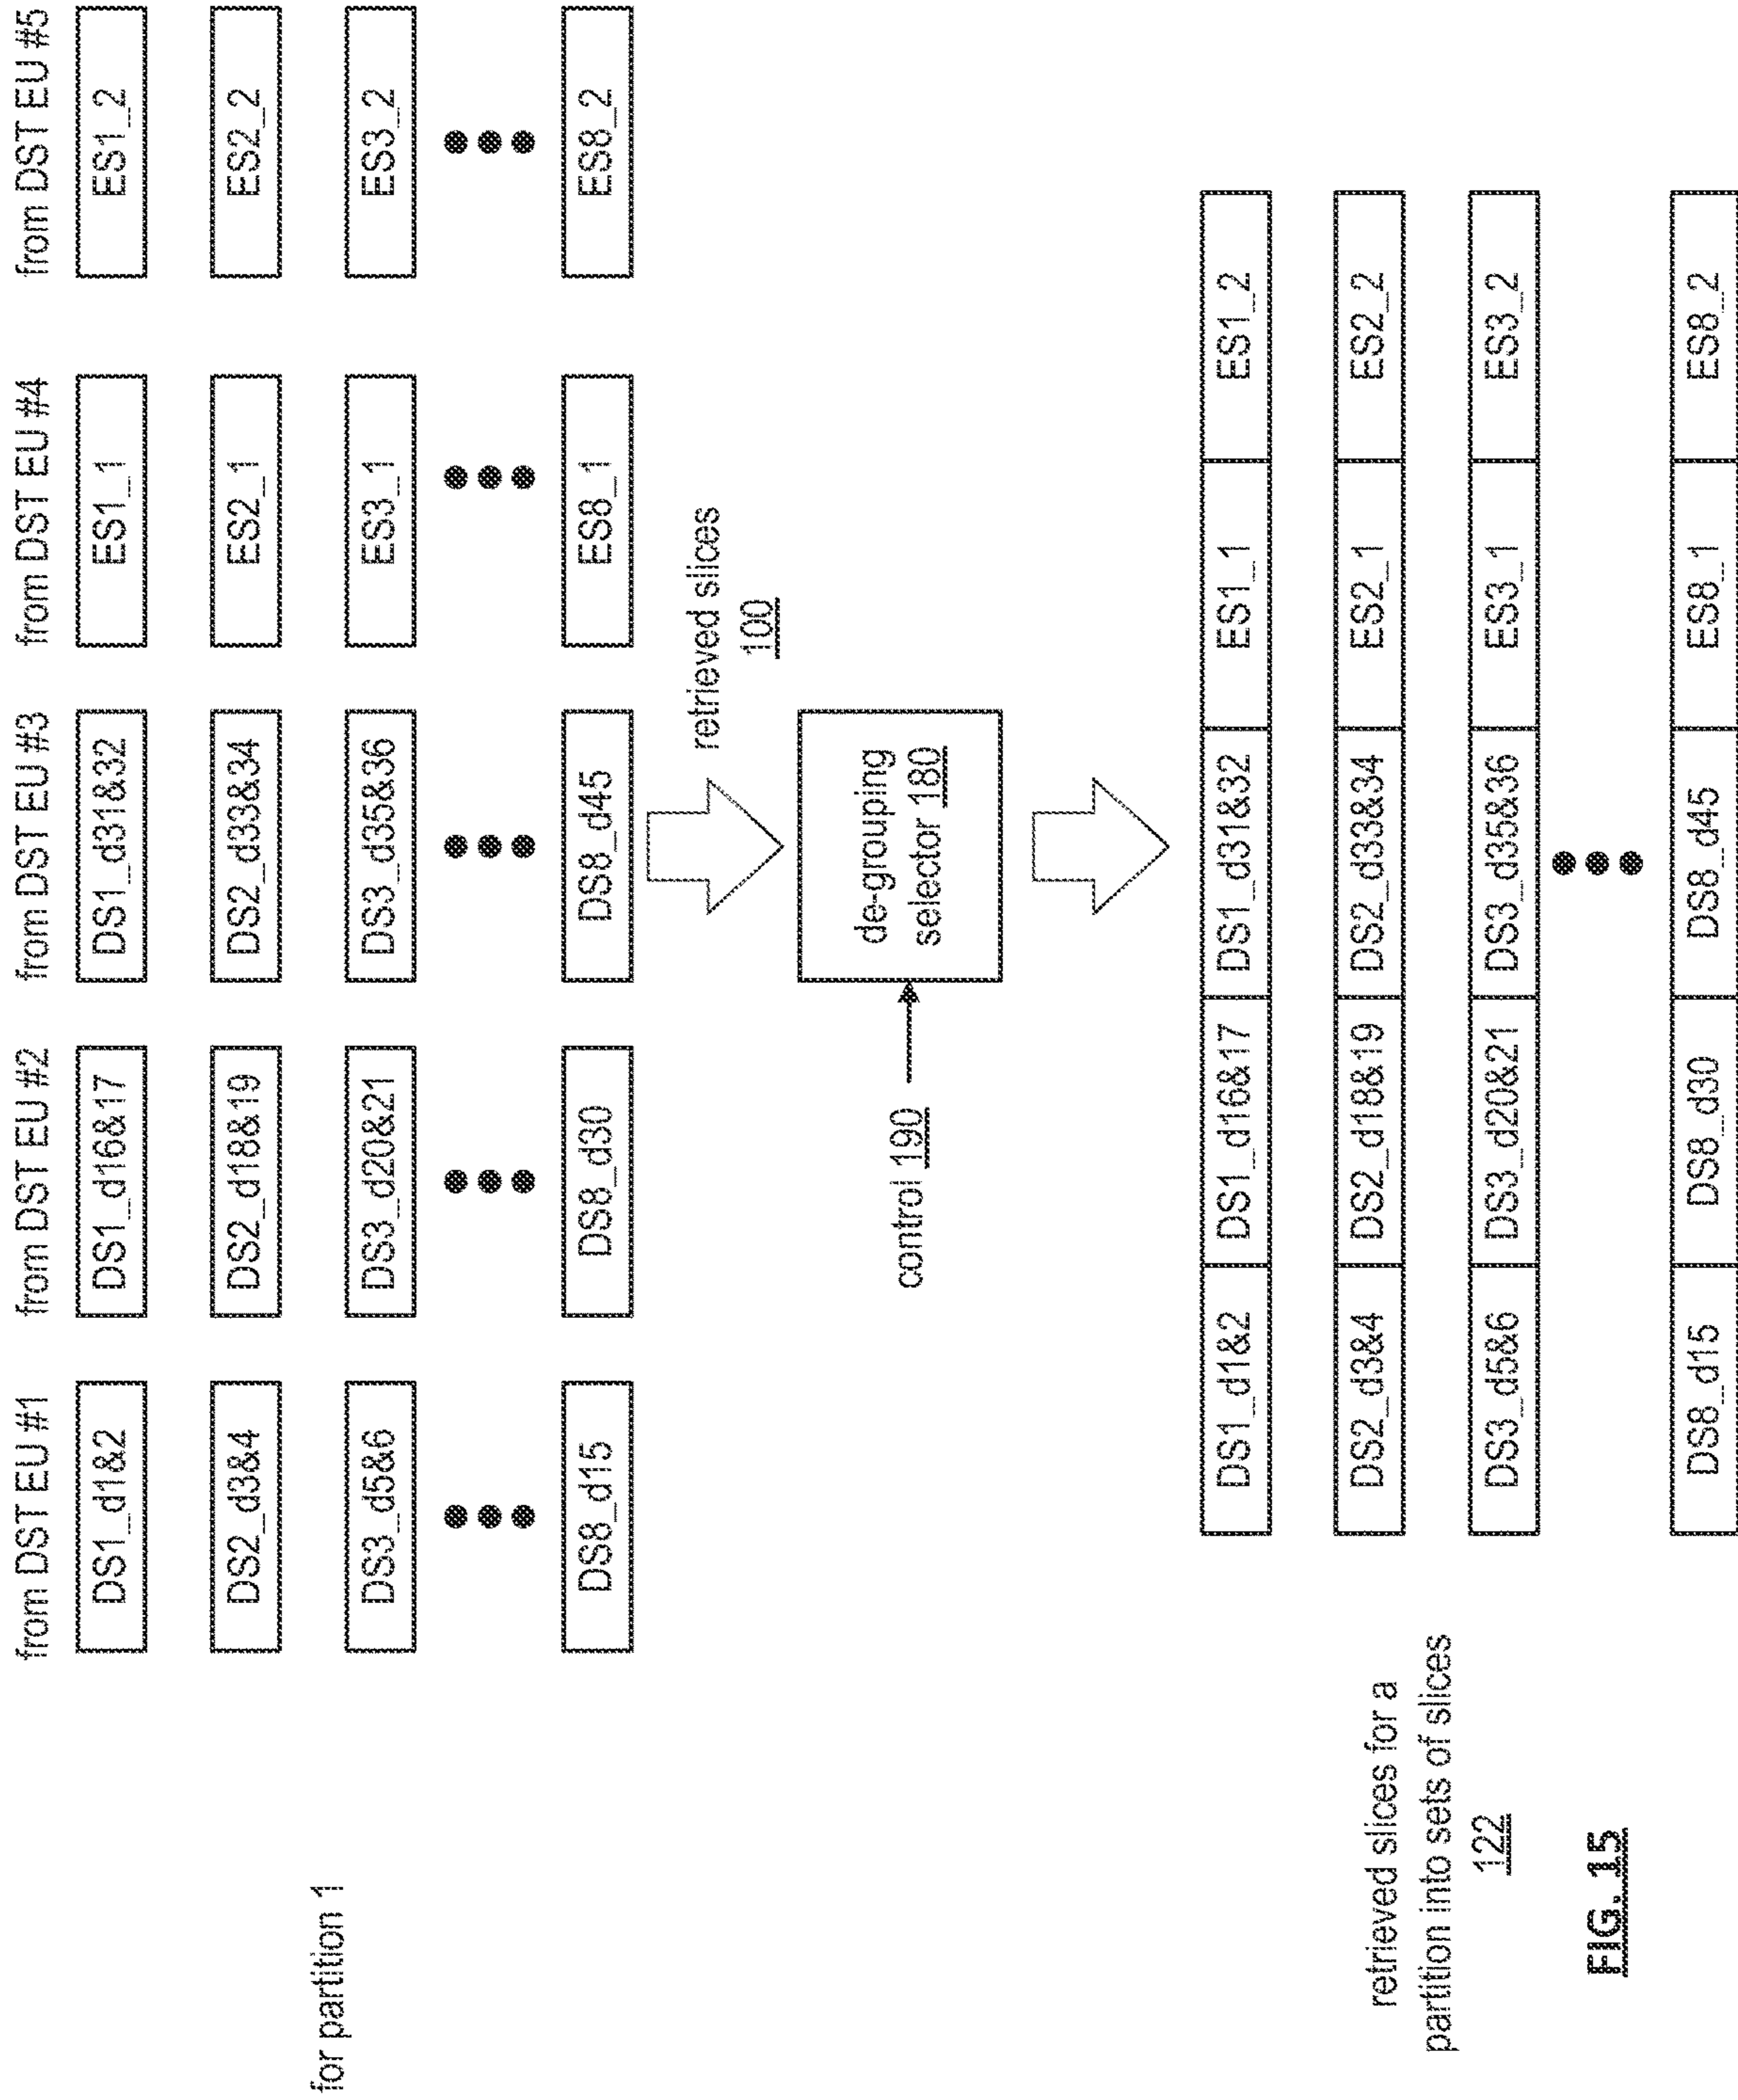 for partition 1
from DST EU #1
from DST EU #2
from DST EU #3
from DST EU #4
from DST EU #5
DS1_d1&2
DS1_d16&17
DS1_d31&32
ES1_1
ES1_2
DS2_d3&4
DS2_d18&19
DS2_d33&34
ES2_1
ES2_2
DS3_d5&6
DS3_d20&21
DS3_d35&36
ES3_1
ES3_2
DS8_d15
DS8_d30
DS8_d45
ES8_1
ES8_2
retrieved slices
100
control 190
de-grouping
selector 180
retrieved slices for a
partition into sets of slices
122
DS1_d1&2
DS1_d16&17
DS1_d31&32
ES1_1
ES1_2
DS2_d3&4
DS2_d18&19
DS2_d33&34
ES2_1
ES2_2
DS3_d5&6
DS3_d20&21
DS3_d35&36
ES3_1
ES3_2
DS8_d15
DS8_d30
DS8_d45
ES8_1
ES8_2
FIG. 15